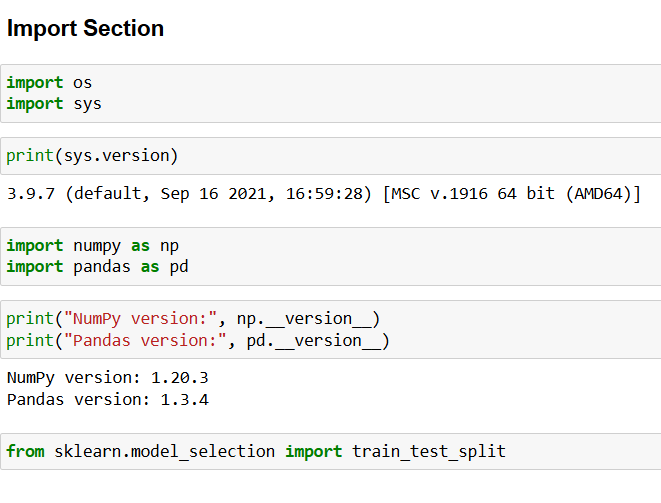 Import Section
import os
import sys
print(sys.version)
3.9.7 (default, Sep 16 2021, 16:59:28) [MSC v.1916 64 bit (AMD64)]
import numpy as np
import pandas as pd
print("NumPy version:", np.__version__)
print("Pandas version:", pd.__version__)
NumPy version: 1.20.3
Pandas version: 1.3.4
from sklearn.model_selection import train_test_split